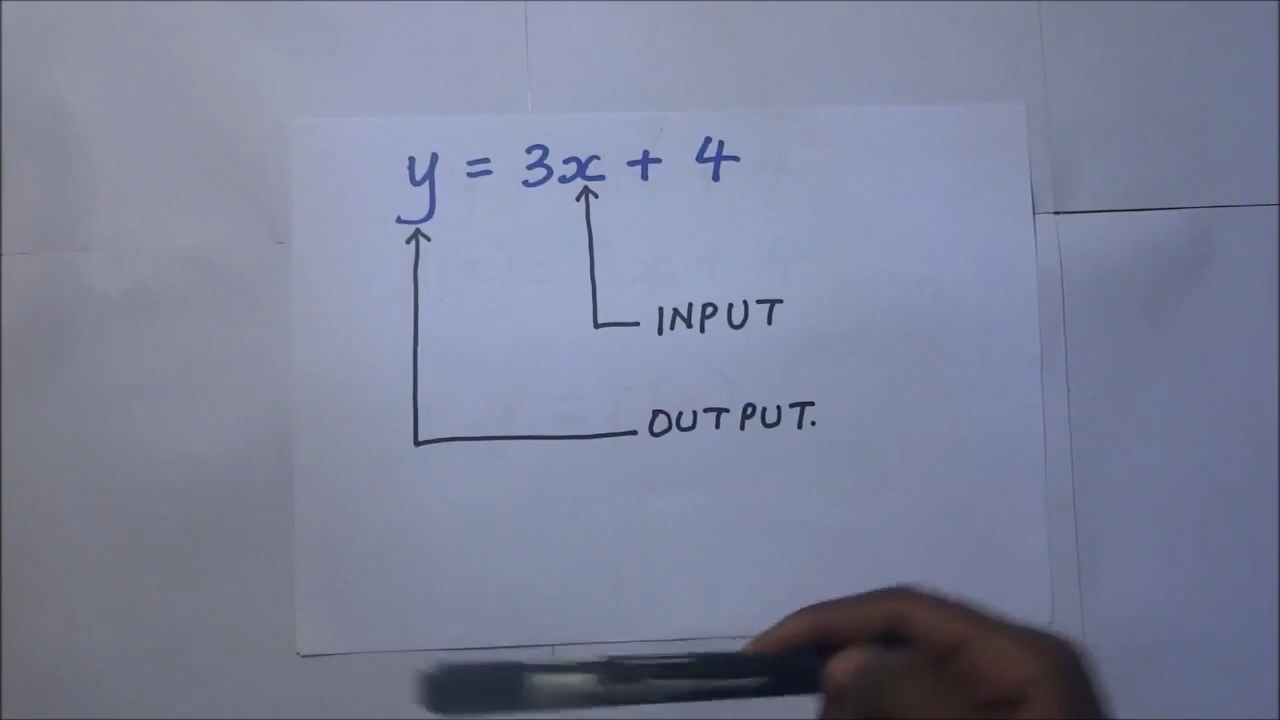 y = 3x + 4
INPUT
OUTPUT.